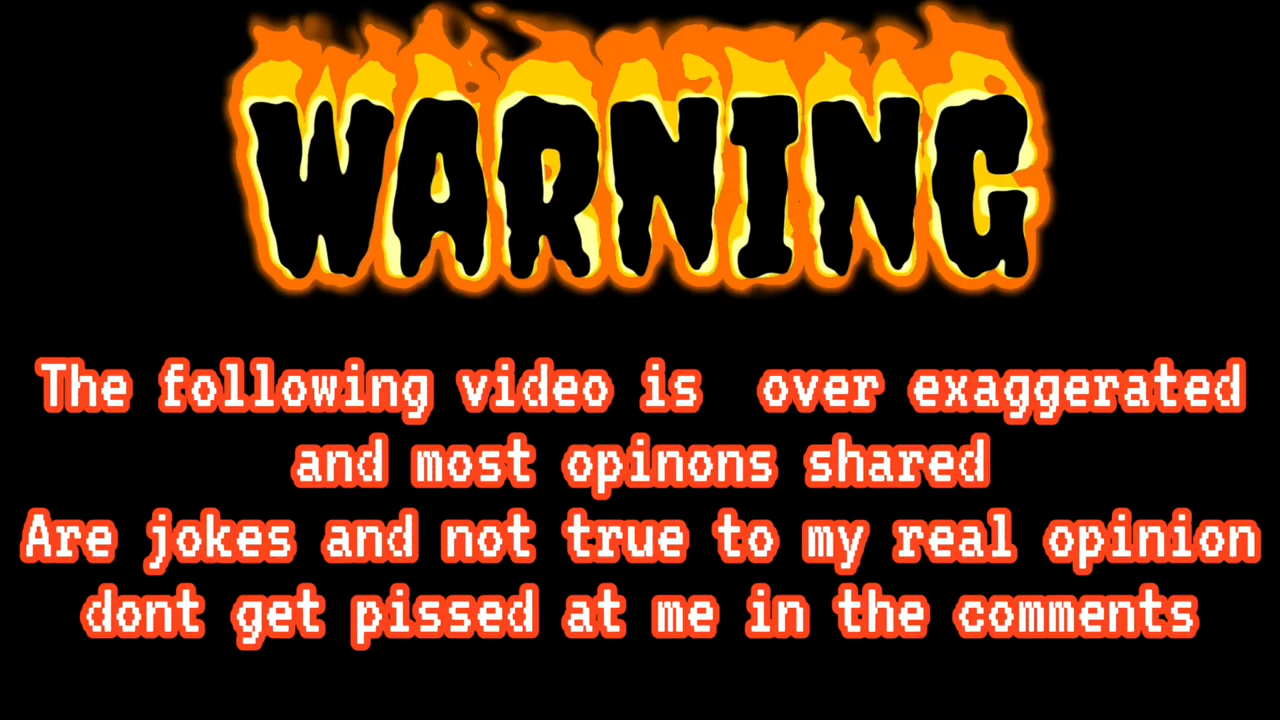 WARNING
The following video is  over exaggerated
and most opinons shared
Are jokes and not true to my real opinion
dont get pissed at me in the comments